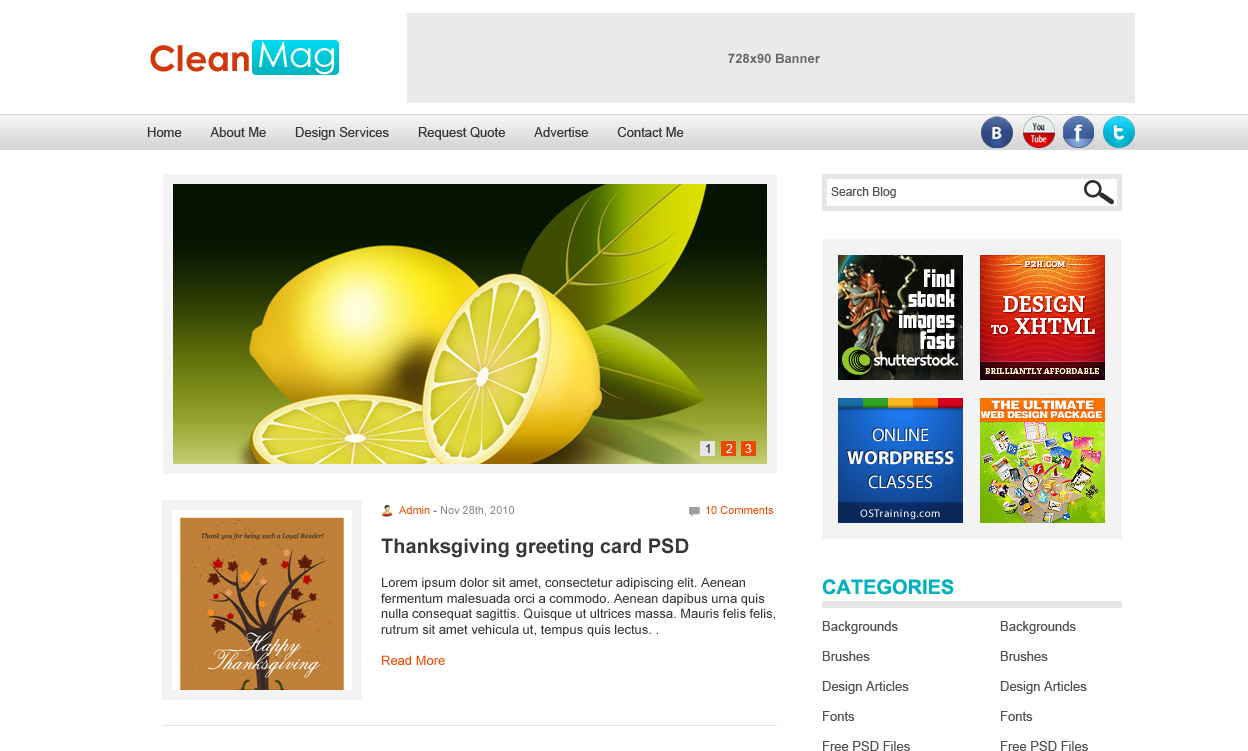 CleanMag
728x90 Banner
Home About Me Design Services Request Quote Advertise Contact Me
B
You
Tube
f
t
Search Blog
1 2 3
Find
stock
images
fast
shutterstock.
P2H.COM
DESIGN
TO XHTML
BRILLIANTLY AFFORDABLE
ONLINE
WORDPRESS
CLASSES
OSTraining.com
THE ULTIMATE
WEB DESIGN PACKAGE
Thank you for being such a Loyal Reader!
Happy
Thanksgiving
Admin - Nov 28th, 2010
10 Comments
Thanksgiving greeting card PSD
Lorem ipsum dolor sit amet, consectetur adipiscing elit. Aenean
fermentum malesuada orci a commodo. Aenean dapibus urna quis
nulla consequat sagittis. Quisque ut ultrices massa. Mauris felis felis,
rutrum sit amet vehicula ut, tempus quis lectus. .
Read More
CATEGORIES
Backgrounds Backgrounds
Brushes Brushes
Design Articles Design Articles
Fonts Fonts
Free PSD Files Free PSD Files